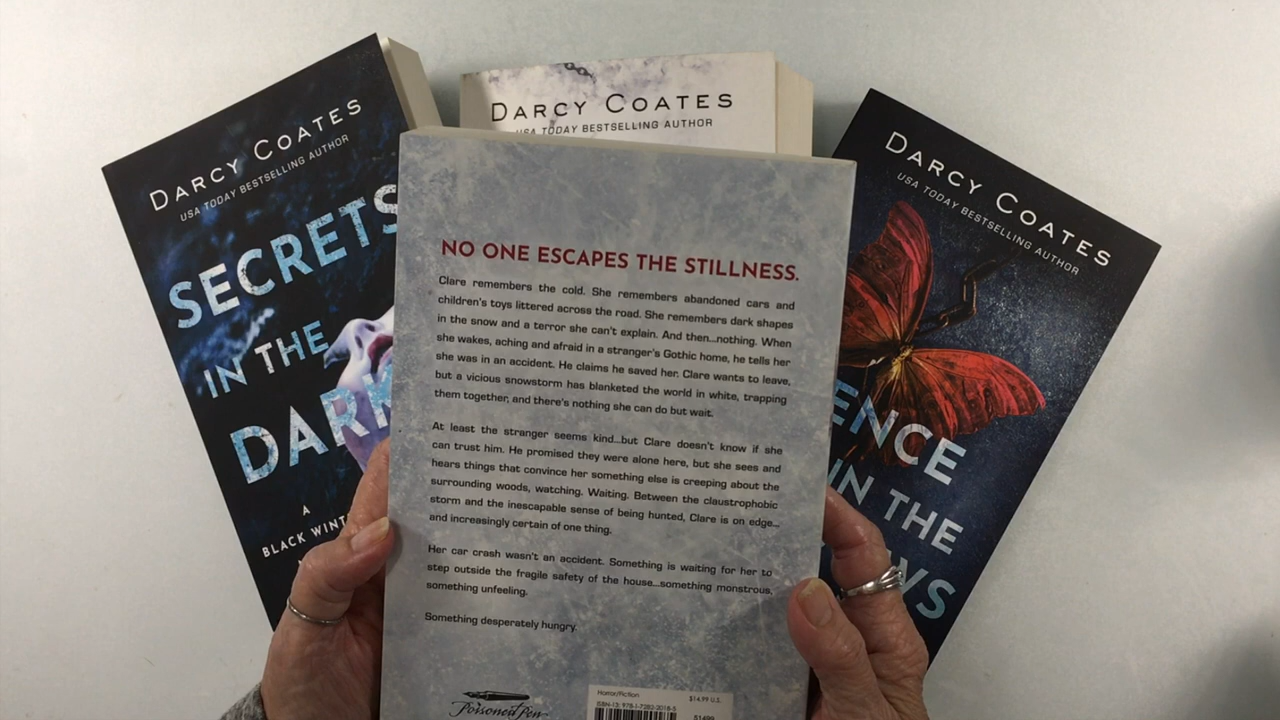 DARCY COATES
USA TODAY BESTSELLING AUTHOR
SECRETS
IN THE
DARK
A
BLACK
DARCY COATES
USA TODAY BESTSELLING AUTHOR
DARCY COATES
USA TODAY BESTSELLING AUTHOR
ENCE
IN THE
WS
NO ONE ESCAPES THE STILLNESS.
Clare remembers the cold. She remembers abandoned cars and
children's toys littered across the road. She remembers dark shapes
in the snow and a terror she can't explain. And then...nothing. When
she wakes, aching and afraid in a stranger's Gothic home, he tells her
she was in an accident. He claims he saved her. Clare wants to leave,
but a vicious snowstorm has blanketed the world in white, trapping
them together, and there's nothing she can do but wait.
At least the stranger seems kind...but Clare doesn't know if she
can trust him. He promised they were alone here, but she sees and
hears things that convince her something else is creeping about the
surrounding woods, watching. Waiting. Between the claustrophobic
storm and the inescapable sense of being hunted, Clare is on edge...
and increasingly certain of one thing.
Her car crash wasn't an accident. Something is waiting for her to
step outside the fragile safety of the house...something monstrous,
something unfeeling.
Something desperately hungry.
Poisoned Pen
Horror/Fiction
$14.99 U.S.
ISBN-13: 978-1-7282-2018-5
51499